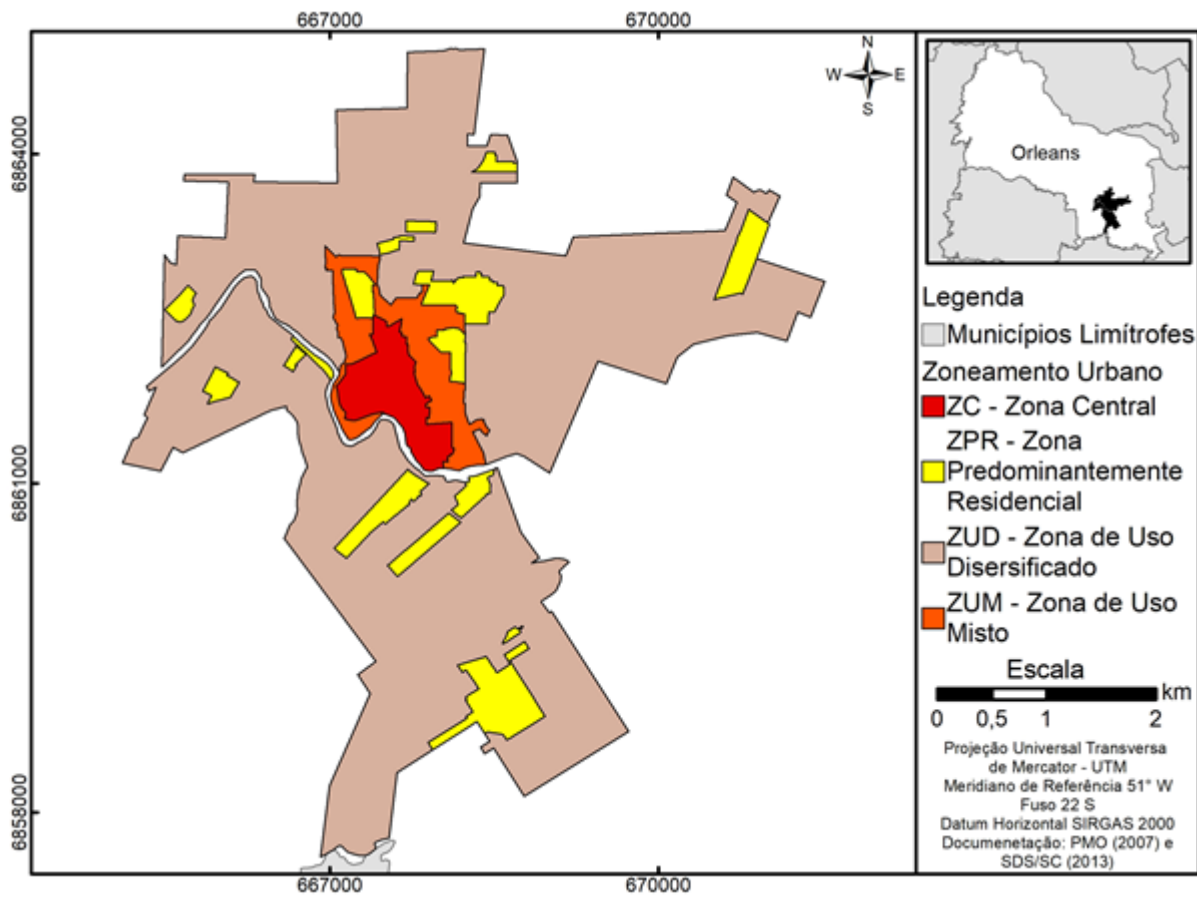 667000
670000
6864000
6861000
6858000
N
W
E
S
667000
670000
Orleans
Legenda
Municípios Limítrofes
Zoneamento Urbano
ZC - Zona Central
ZPR - Zona
Predominantemente
Residencial
ZUD - Zona de Uso
Disersificado
ZUM - Zona de Uso
Misto
Escala
km
0 0,5 1 2
Projeção Universal Transversa
de Mercator - UTM
Meridiano de Referência 51° W
Fuso 22 S
Datum Horizontal SIRGAS 2000
Documenetação: PMO (2007) e
SDS/SC (2013)